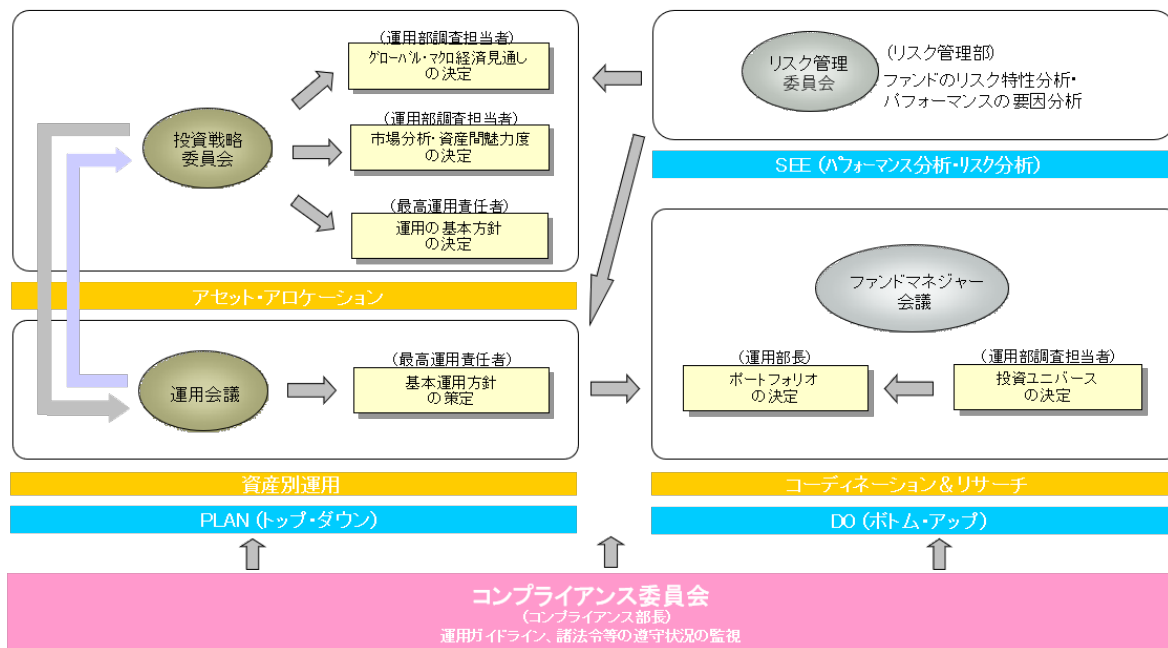 (運用部調査担当者)
グローバル・マクロ経済見通し
の決定
投資戦略
委員会
(運用部調査担当者)
市場分析・資産間魅力度
の決定
(最高運用責任者)
運用の基本方針
の決定
アセット・アロケーション
運用会議
(最高運用責任者)
基本運用方針
の策定
資産別運用
PLAN (トップ・ダウン)
リスク管理
委員会
(リスク管理部)
ファンドのリスク特性分析・
パフォーマンスの要因分析
SEE (パフォーマンス分析・リスク分析)
ファンドマネジャー
会議
(運用部長)
ポートフォリオ
の決定
(運用部調査担当者)
投資ユニバース
の決定
コーディネーション&リサーチ
DO (ボトム・アップ)
コンプライアンス委員会
(コンプライアンス部長)
運用ガイドライン、諸法令等の遵守状況の監視